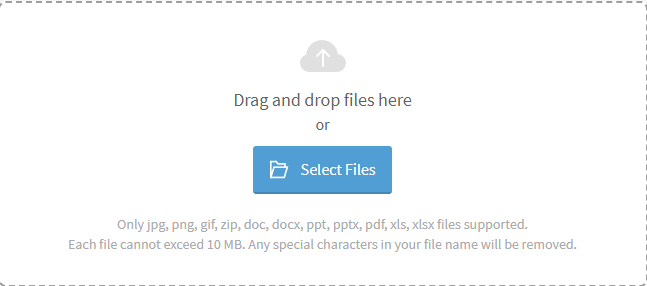 Drag and drop files here
or
Select Files
Only jpg, png, gif, zip, doc, docx, ppt, pptx, pdf, xls, xlsx files supported.
Each file cannot exceed 10 MB. Any special characters in your file name will be removed.